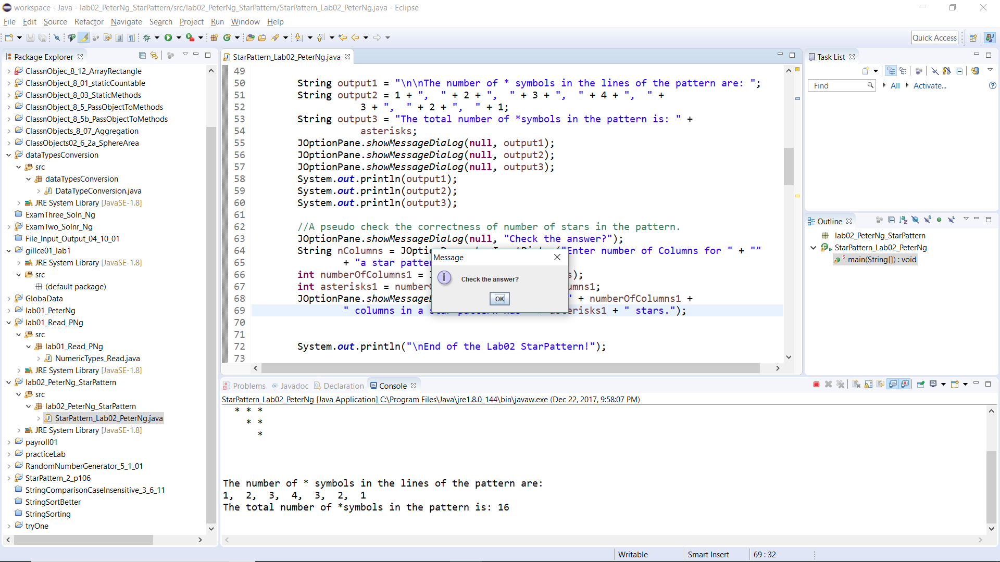 workspace - Java - lab02_PeterNg_StarPattern/src/lab02_PeterNg_StarPattern/StarPattern_Lab02_PeterNg.java - Eclipse
File Edit Source Refactor Navigate Search Project Run Window Help
Quick Access
Package Explorer
ClassnObjec_8_12_ArrayRectangle
ClassnObject_8_01_staticCountable
ClassnObject_8_03_StaticMethods
ClassnObject_8_5_PassObjectToMethods
ClassnObject_8_5b_PassObjectToMethods
ClassnObjects_8_07_Aggregation
ClassObjects02_6_2a_SphereArea
dataTypesConversion
src
dataTypesConversion
DataTypeConversion.java
JRE System Library [JavaSE-1.8]
ExamThree_Soln_Ng
ExamTwo_Solnr_Ng
File_Input_Output_04_10_01
gillce01_lab1
JRE System Library [JavaSE-1.8]
src
(default package)
GlobaData
lab01_PeterNg
lab01_Read_PNg
src
lab01_Read_PNg
NumericTypes_Read.java
JRE System Library [JavaSE-1.8]
lab02_PeterNg_StarPattern
src
lab02_PeterNg_StarPattern
StarPattern_Lab02_PeterNg.java
JRE System Library [JavaSE-1.8]
payroll01
practiceLab
RandomNumberGenerator_5_1_01
StarPattern_2_p106
StringComparisonCaseInsensitive_3_6_11
StringSortBetter
StringSorting
tryOne
StarPattern_Lab02_PeterNg.java
49
50 String output1 = "\n\nThe number of * symbols in the lines of the pattern are: ";
51 String output2 = 1 + ",  " + 2 + ",  " + 3 + ",  " + 4 + ",  " +
52 3 + ",  " + 2 + ",  " + 1;
53 String output3 = "The total number of *symbols in the pattern is: " +
54 asterisks;
55 JOptionPane.showMessageDialog(null, output1);
56 JOptionPane.showMessageDialog(null, output2);
57 JOptionPane.showMessageDialog(null, output3);
58 System.out.println(output1);
59 System.out.println(output2);
60 System.out.println(output3);
61
62 //A pseudo check the correctness of number of stars in the pattern.
63 JOptionPane.showMessageDialog(null, "Check the answer?");
64 String nColumns = "Enter number of Columns for " + ""
65 + "a star
66 int numberOfColumns1 = );
67 int asterisks1 =
68 JOptionPane. " + numberOfColumns1 +
69 " columns in a + " stars.");
70
71
72 System.out.println("\nEnd of the Lab02 StarPattern!");
73
Message
Check the answer?
OK
Task List
Find
All
Activate...
Outline
lab02_PeterNg_StarPattern
StarPattern_Lab02_PeterNg
main(String[]) : void
Problems
Javadoc
Declaration
Console
StarPattern_Lab02_PeterNg [Java Application] C:\Program Files\Java\jre1.8.0_144\bin\javaw.exe (Dec 22, 2017, 9:58:07 PM)
* * *
* *
*
The number of * symbols in the lines of the pattern are:
1,  2,  3,  4,  3,  2,  1
The total number of *symbols in the pattern is: 16
Writable
Smart Insert
69 : 32